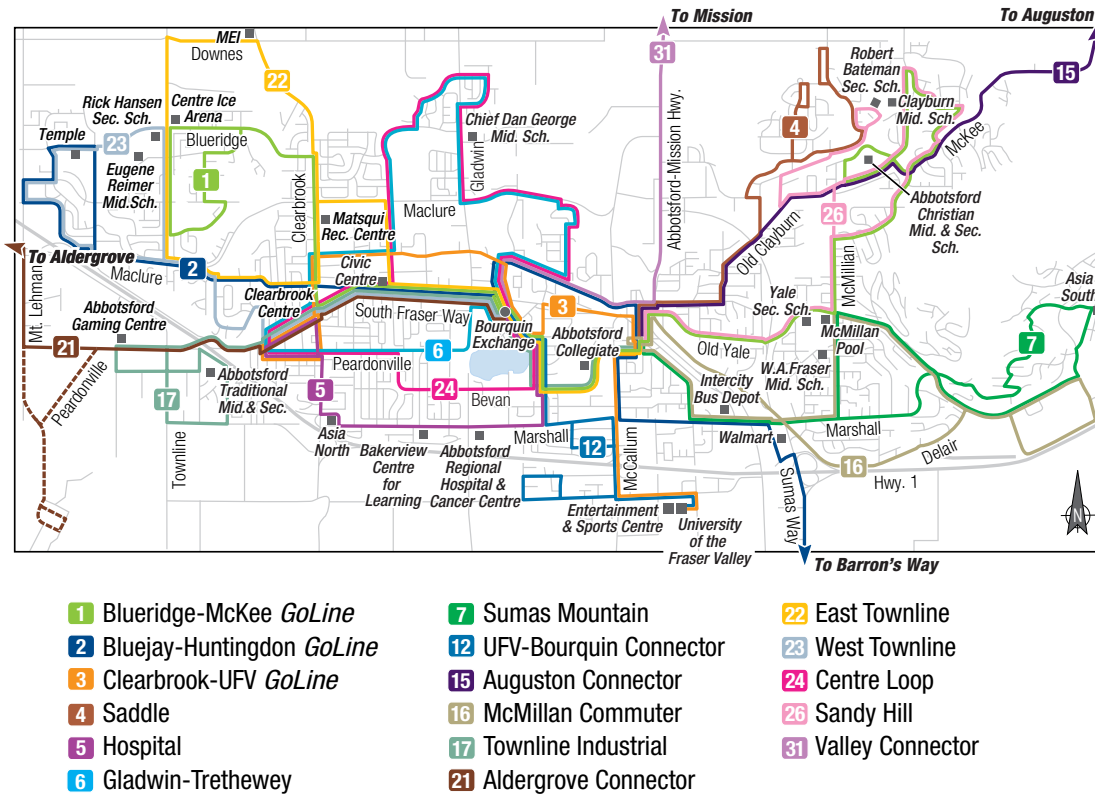 To Mission
To Auguston
MEI
Downes
31
22
15
Robert
Bateman
Sec. Sch.
Clayburn
Mid. Sch.
Rick Hansen
Sec. Sch.
Centre Ice
Arena
Temple
23
Blueridge
Eugene
Reimer
Mid.Sch.
1
Chief Dan George
Mid. Sch.
Gladwin
4
McKee
Abbotsford-Mission Hwy.
Clearbrook
Matsqui
Rec. Centre
Maclure
26
Abbotsford
Christian
Mid. & Sec.
Sch.
Old Clayburn
To Aldergrove
Maclure
2
Civic
Centre
McMillan
Mt. Lehman
Clearbrook
Centre
South Fraser Way
Bourquin
Exchange
3
Yale
Sec. Sch.
Asia
South
Abbotsford
Gaming Centre
Abbotsford
Collegiate
McMillan
Pool
21
6
Old Yale
7
Peardonville
Peardonville
W.A.Fraser
Mid. Sch.
Abbotsford
Traditional
Mid.& Sec.
5
24
Bevan
Intercity
Bus Depot
17
Townline
Asia
North
Bakerview
Centre
for
Learning
Abbotsford
Regional
Hospital &
Cancer Centre
Marshall
12
McCallum
Walmart
Marshall
Delair
16
Hwy. 1
Sumas Way
Entertainment
& Sports Centre
University
of the
Fraser Valley
N
To Barron's Way
1 Blueridge-McKee GoLine
2 Bluejay-Huntingdon GoLine
3 Clearbrook-UFV GoLine
4 Saddle
5 Hospital
6 Gladwin-Trethewey
7 Sumas Mountain
12 UFV-Bourquin Connector
15 Auguston Connector
16 McMillan Commuter
17 Townline Industrial
21 Aldergrove Connector
22 East Townline
23 West Townline
24 Centre Loop
26 Sandy Hill
31 Valley Connector